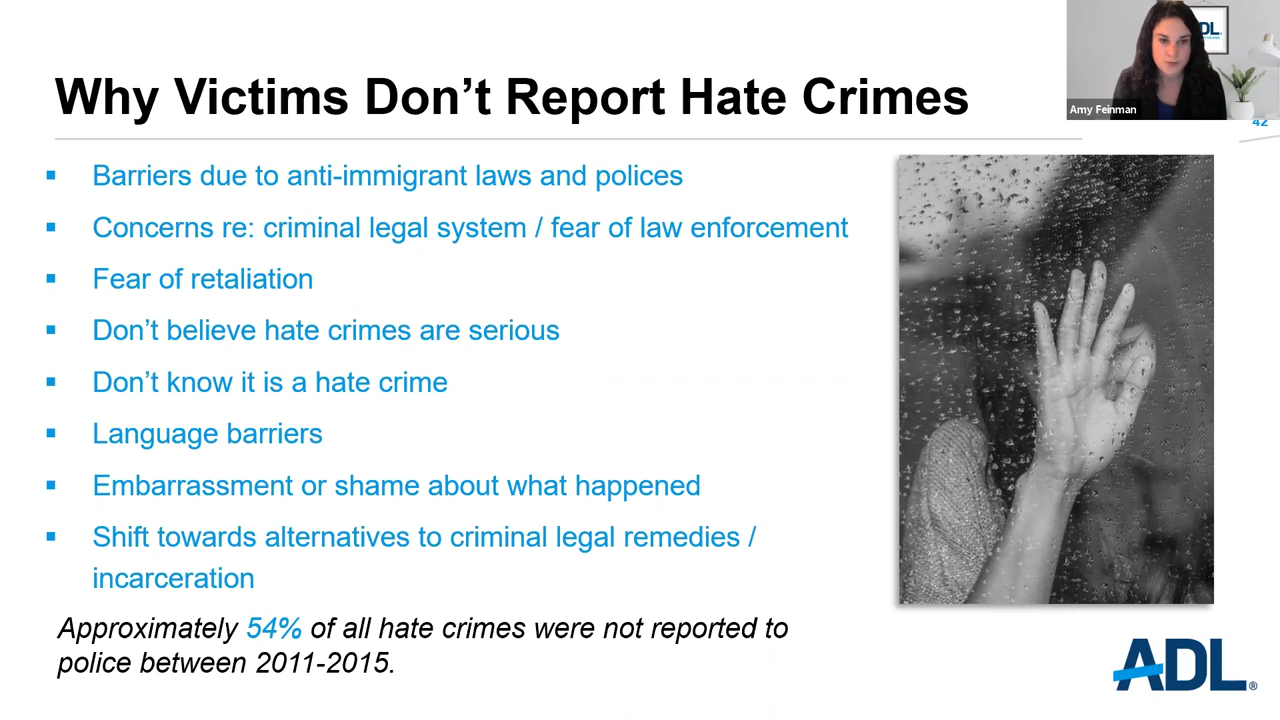 Why Victims Don’t Report Hate Crimes
DL
Amy Feinman
42
▪ Barriers due to anti-immigrant laws and polices
▪ Concerns re: criminal legal system / fear of law enforcement
▪ Fear of retaliation
▪ Don’t believe hate crimes are serious
▪ Don’t know it is a hate crime
▪ Language barriers
▪ Embarrassment or shame about what happened
▪ Shift towards alternatives to criminal legal remedies /
incarceration
Approximately 54% of all hate crimes were not reported to
police between 2011-2015.
ADL®